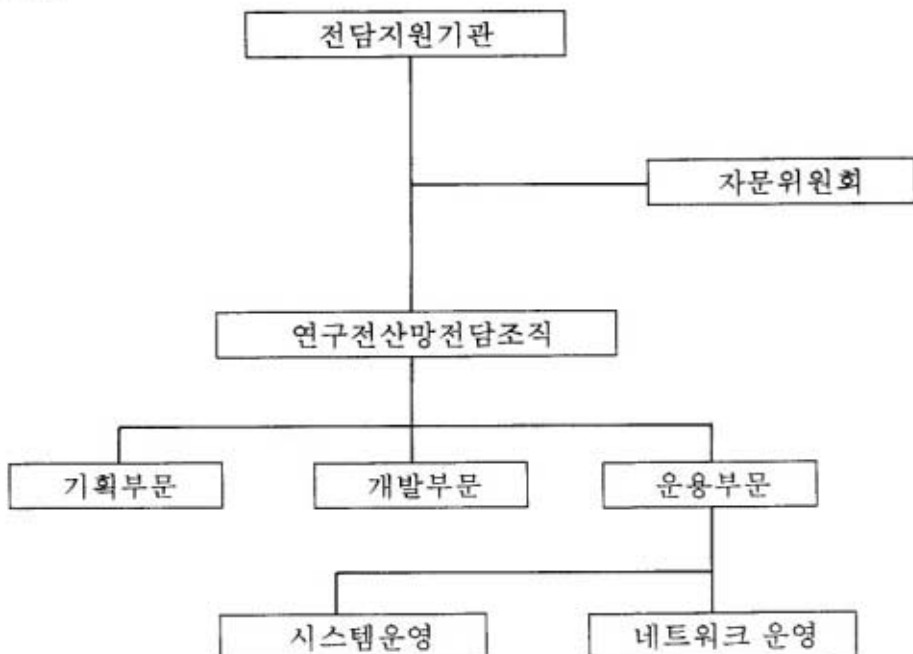 전담지원기관
자문위원회
연구전산망전담조직
기획부문
개발부문
운용부문
시스템운영
네트워크 운영